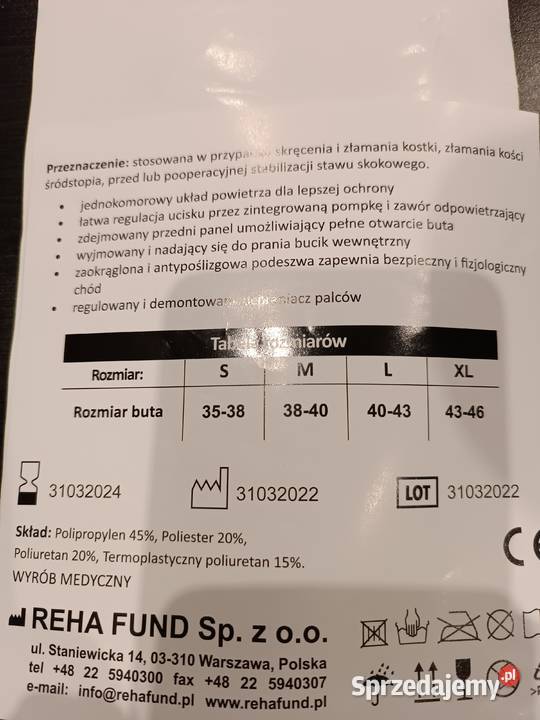 Przeznaczenie: stosowana w przypadku skręcenia i złamania kostki, złamania kości
śródstopia, przed lub pooperacyjnej stabilizacji stawu skokowego.
• jednokomorowy układ powietrza dla lepszej ochrony
• łatwa regulacja ucisku przez zintegrowaną pompkę i zawór odpowietrzający
• zdejmowany przedni panel umożliwiający pełne otwarcie buta
• wyjmowany i nadający się do prania bucik wewnętrzny
• zaokrąglona i antypoślizgowa podeszwa zapewnia bezpieczny i fizjologiczny
chód
• regulowany i demontowany ochraniacz palców
Tabela rozmiarów
Rozmiar: S M L XL
Rozmiar buta 35-38 38-40 40-43 43-46
31032024 31032022 LOT 31032022
Skład: Polipropylen 45%, Poliester 20%,
Poliuretan 20%, Termoplastyczny poliuretan 15%.
WYRÓB MEDYCZNY
CE
REHA FUND Sp. z o.o.
ul. Staniewicka 14, 03-310 Warszawa, Polska
tel +48 22 5940300 fax +48 22 5940307
e-mail: info@rehafund.pl www.rehafund.pl
Sprzedajemy.pl